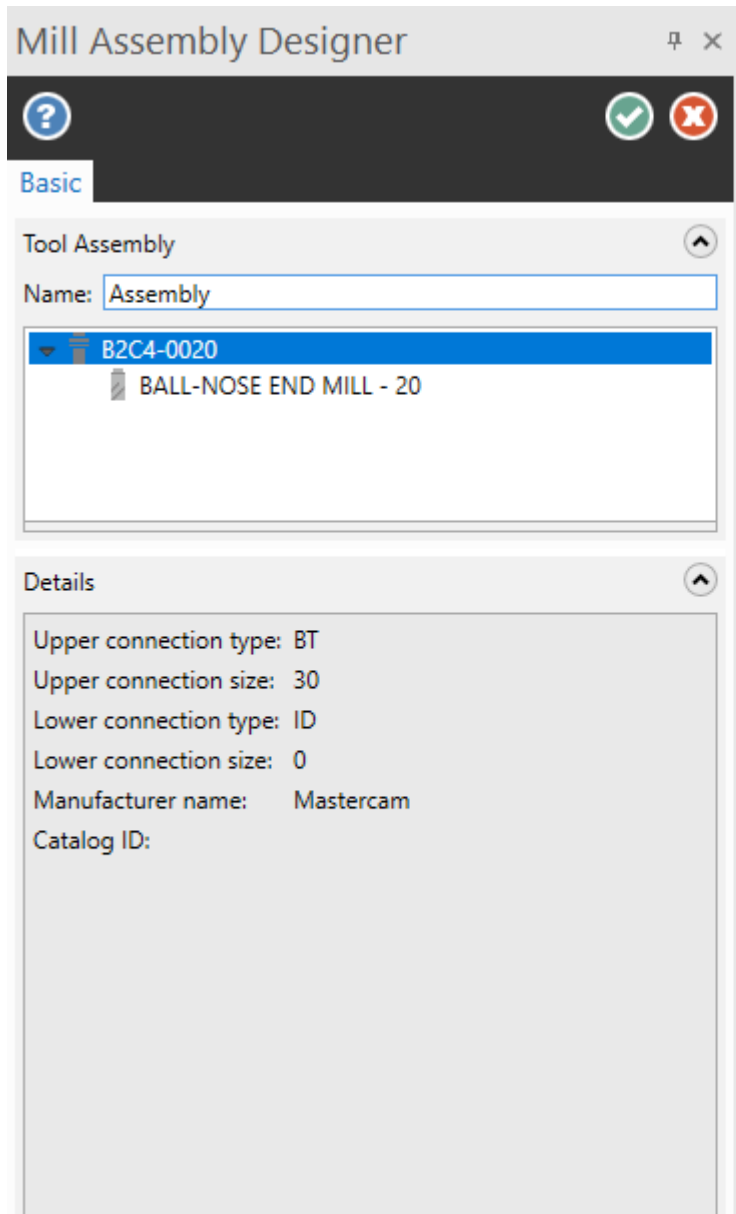 Mill Assembly Designer
Basic
Tool Assembly
Name: Assembly
B2C4-0020
BALL-NOSE END MILL - 20
Details
Upper connection type: BT
Upper connection size: 30
Lower connection type: ID
Lower connection size: 0
Manufacturer name: Mastercam
Catalog ID: